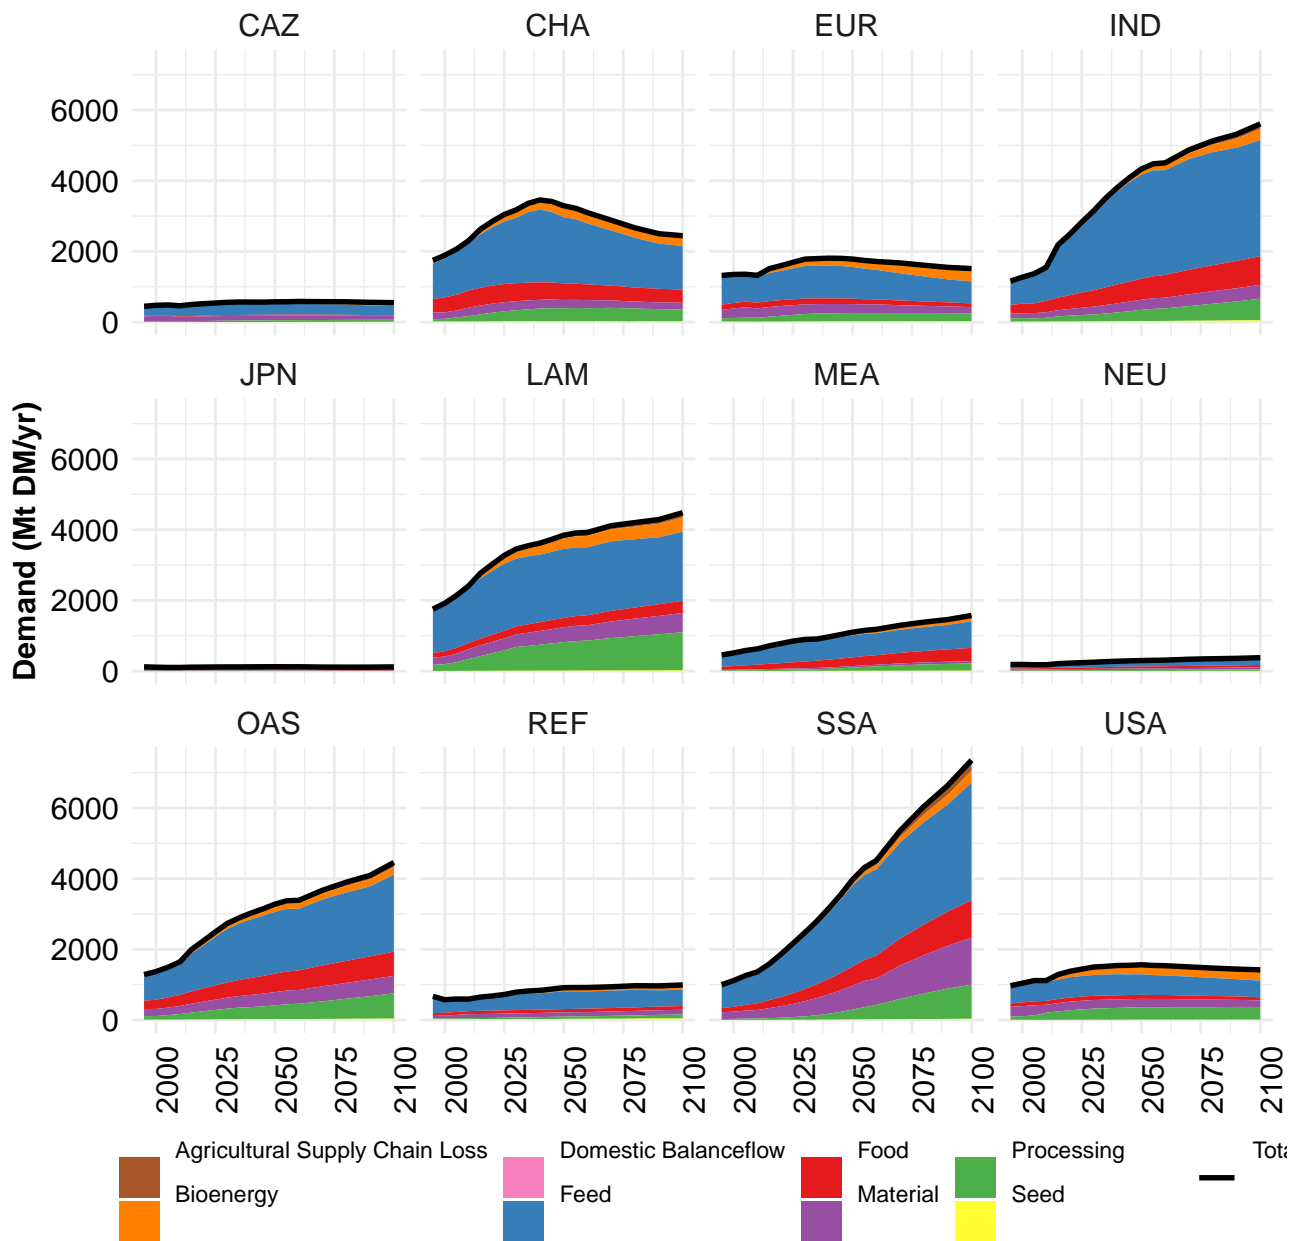 CAZ CHA EUR IND
6000
4000
2000
0
JPN LAM MEA NEU
Demand (Mt DM/yr)
6000
4000
2000
0
OAS REF SSA USA
6000
4000
2000
0
2000 2025 2050 2075 2100 2000 2025 2050 2075 2100 2000 2025 2050 2075 2100 2000 2025 2050 2075 2100
Agricultural Supply Chain Loss Domestic Balanceflow Food Processing Tota
Bioenergy Feed Material Seed